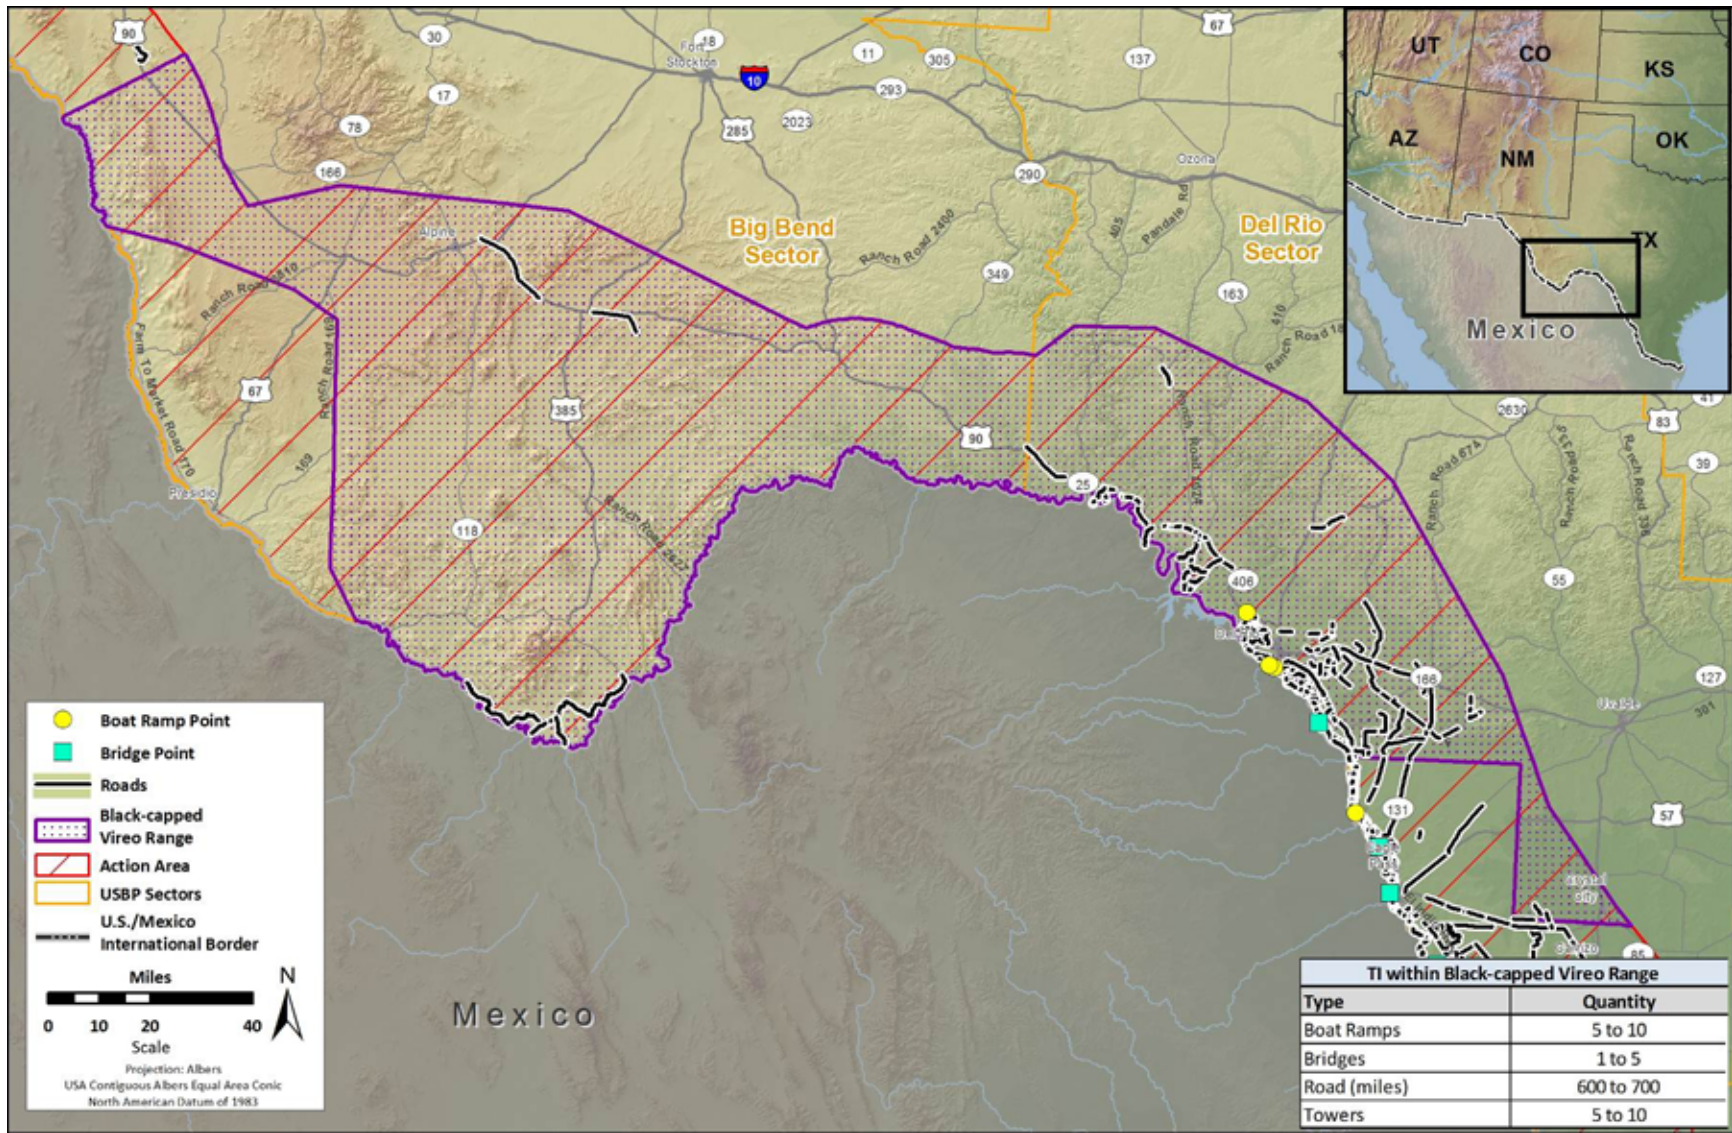 90
30
18
Fort
Stockton
67
11
305
137
10
293
17
78
285
2023
166
290
Ozona
Alpine
Big Bend
Sector
Ranch Road 2400
405
Pandale Rd
Del Rio
Sector
349
163
410
Ranch Road
169
Farm To Market Road 170
67
385
90
2630
41
83
39
Ranch Road 674
Ranch Road 1024
Ranch Road 2627
Presidio
169
118
25
406
55
Ranch Road 336
166
127
Uvalde
301
131
57
Crystal
City
85
UT
CO
KS
AZ
NM
OK
TX
Mexico
Mexico
Boat Ramp Point
Bridge Point
Roads
Black-capped
Vireo Range
Action Area
USBP Sectors
U.S./Mexico
International Border
Miles
N
0 10 20 40
Scale
Projection: Albers
USA Contiguous Albers Equal Area Conic
North American Datum of 1983
TI within Black-capped Vireo Range
Type Quantity
Boat Ramps 5 to 10
Bridges 1 to 5
Road (miles) 600 to 700
Towers 5 to 10